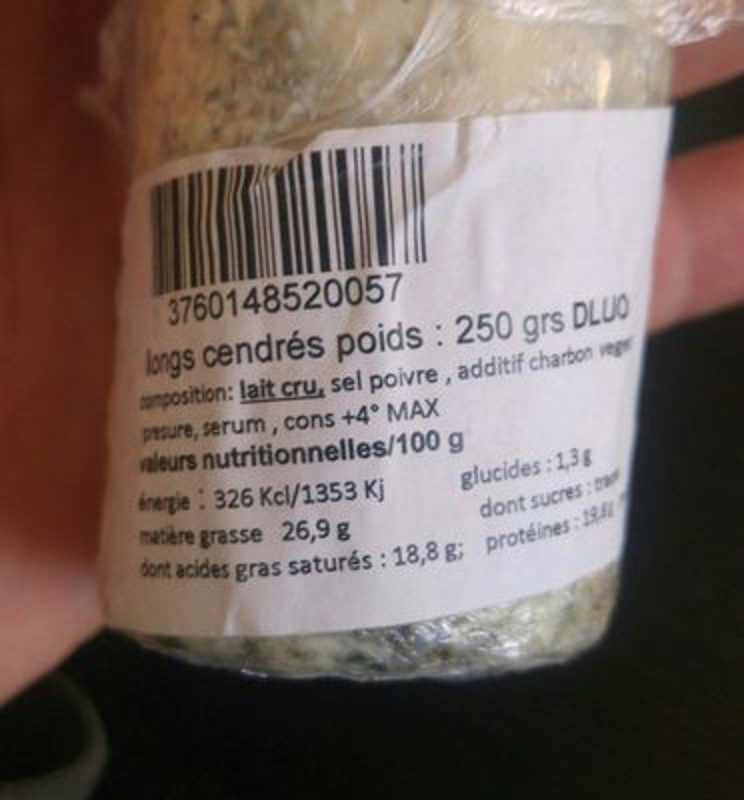 3760148520057
longs cendrés poids : 250 grs DLUO
composition: lait cru, sel poivre , additif charbon
presure, serum , cons +4° MAX
valeurs nutritionnelles/100 g
énergie : 326 Kcl/1353 Kj glucides : 1,3 g
matière grasse 26,9 g dont sucres :
dont acides gras saturés : 18,8 g; protéines :